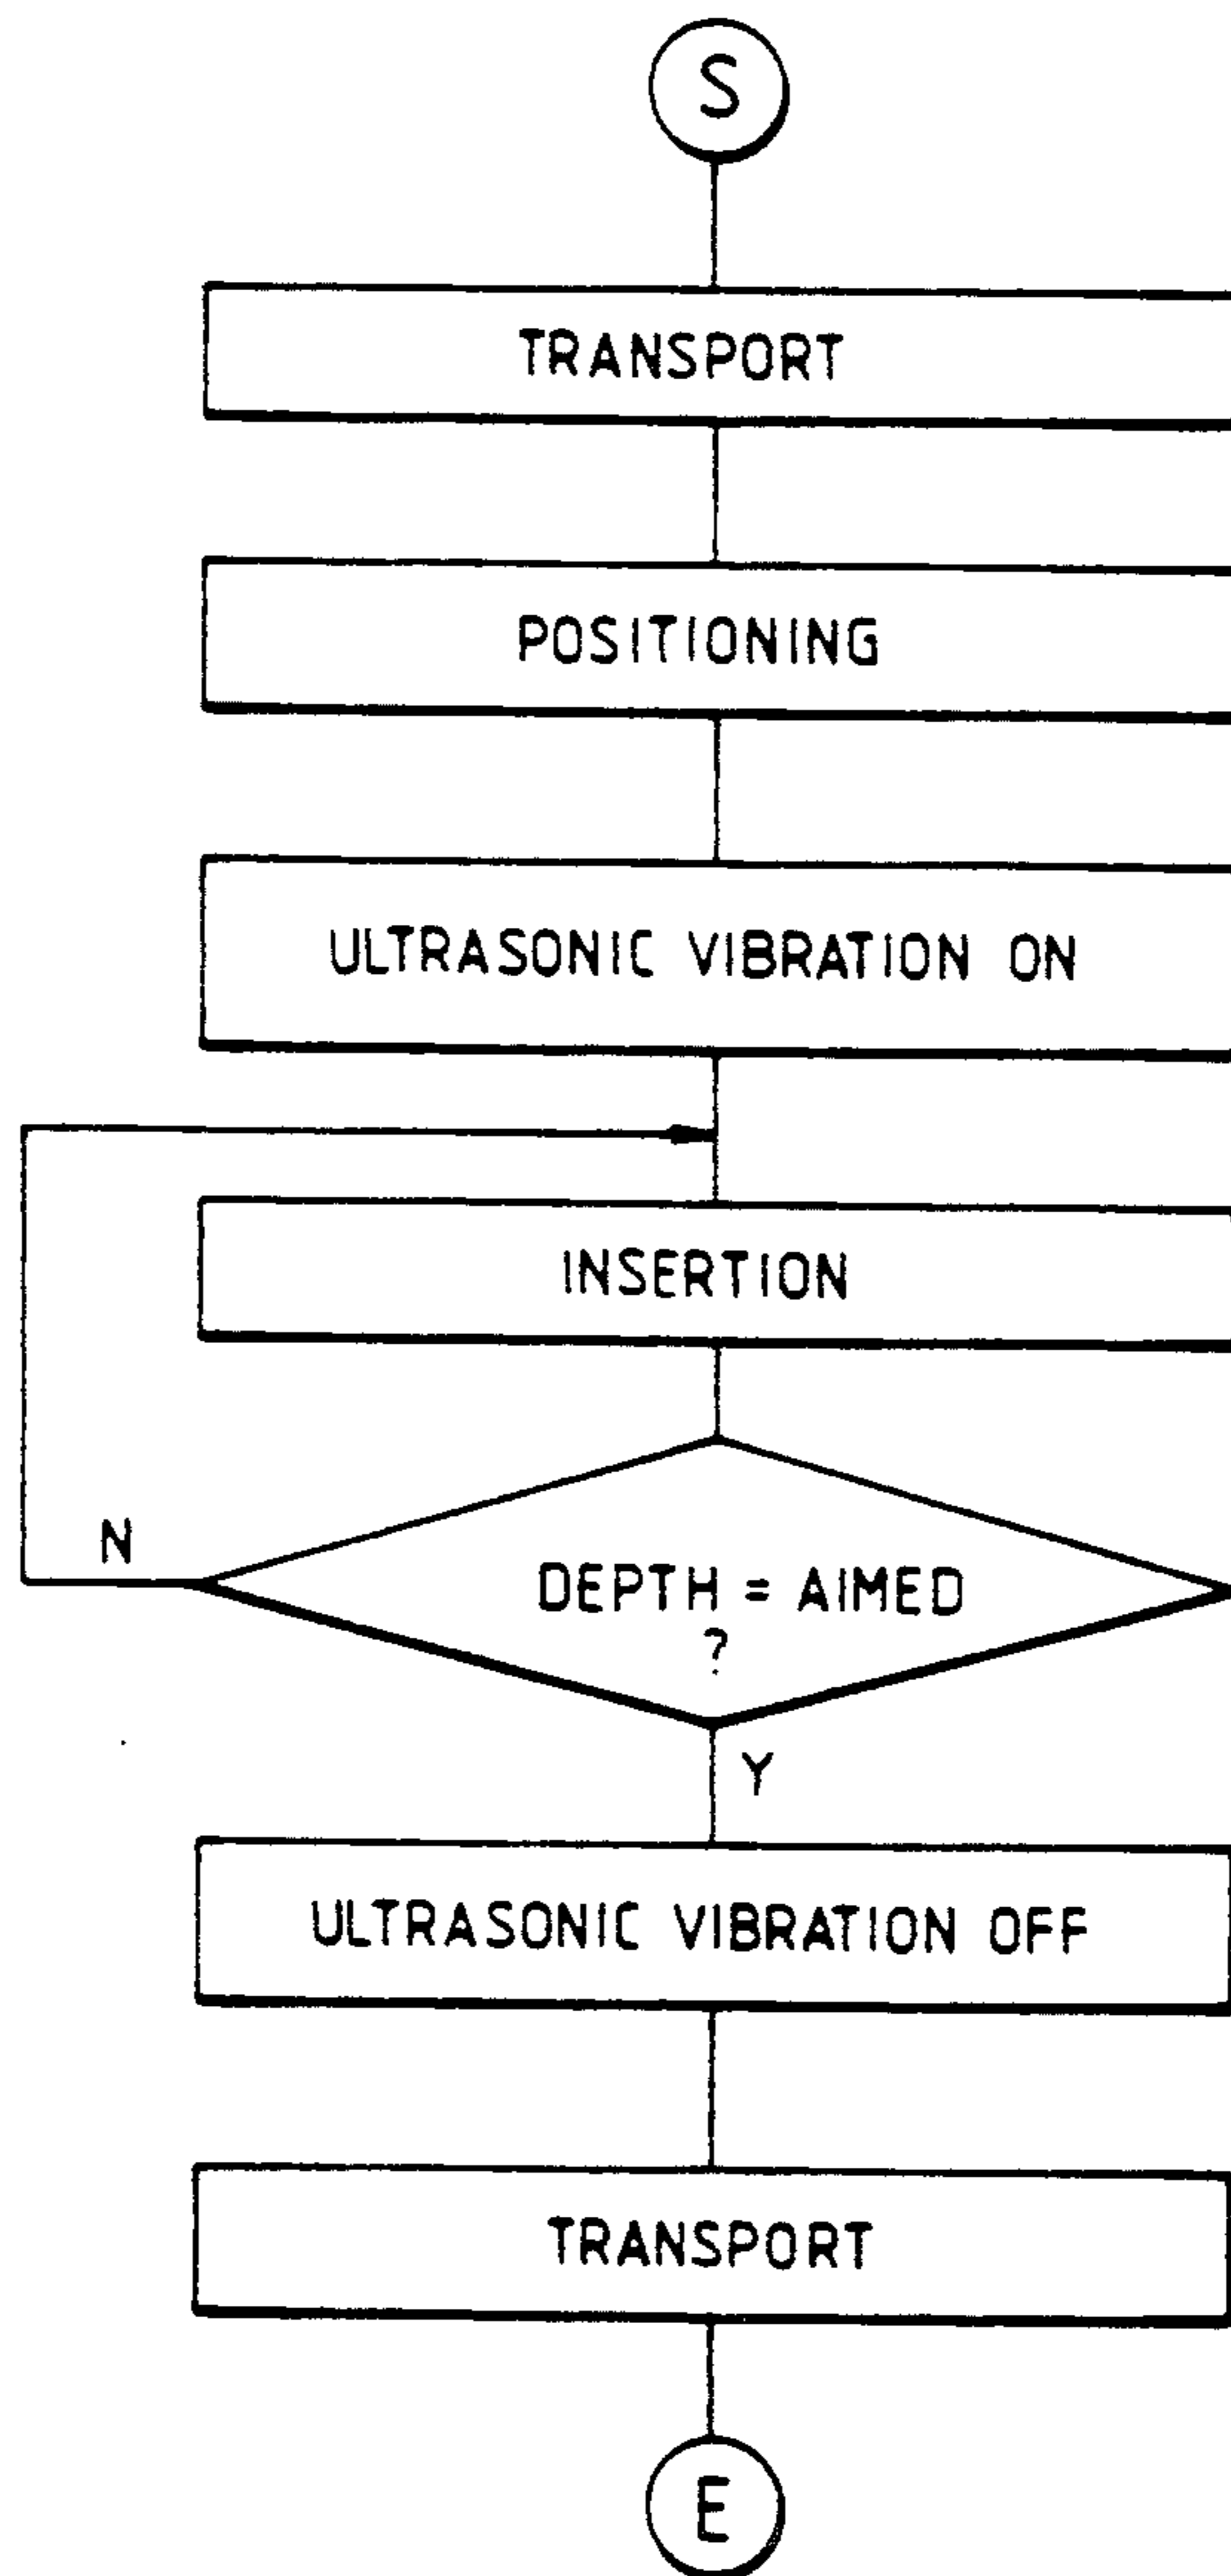 S
TRANSPORT
POSITIONING
ULTRASONIC VIBRATION ON
INSERTION
N
DEPTH = AIMED
?
Y
ULTRASONIC VIBRATION OFF
TRANSPORT
E